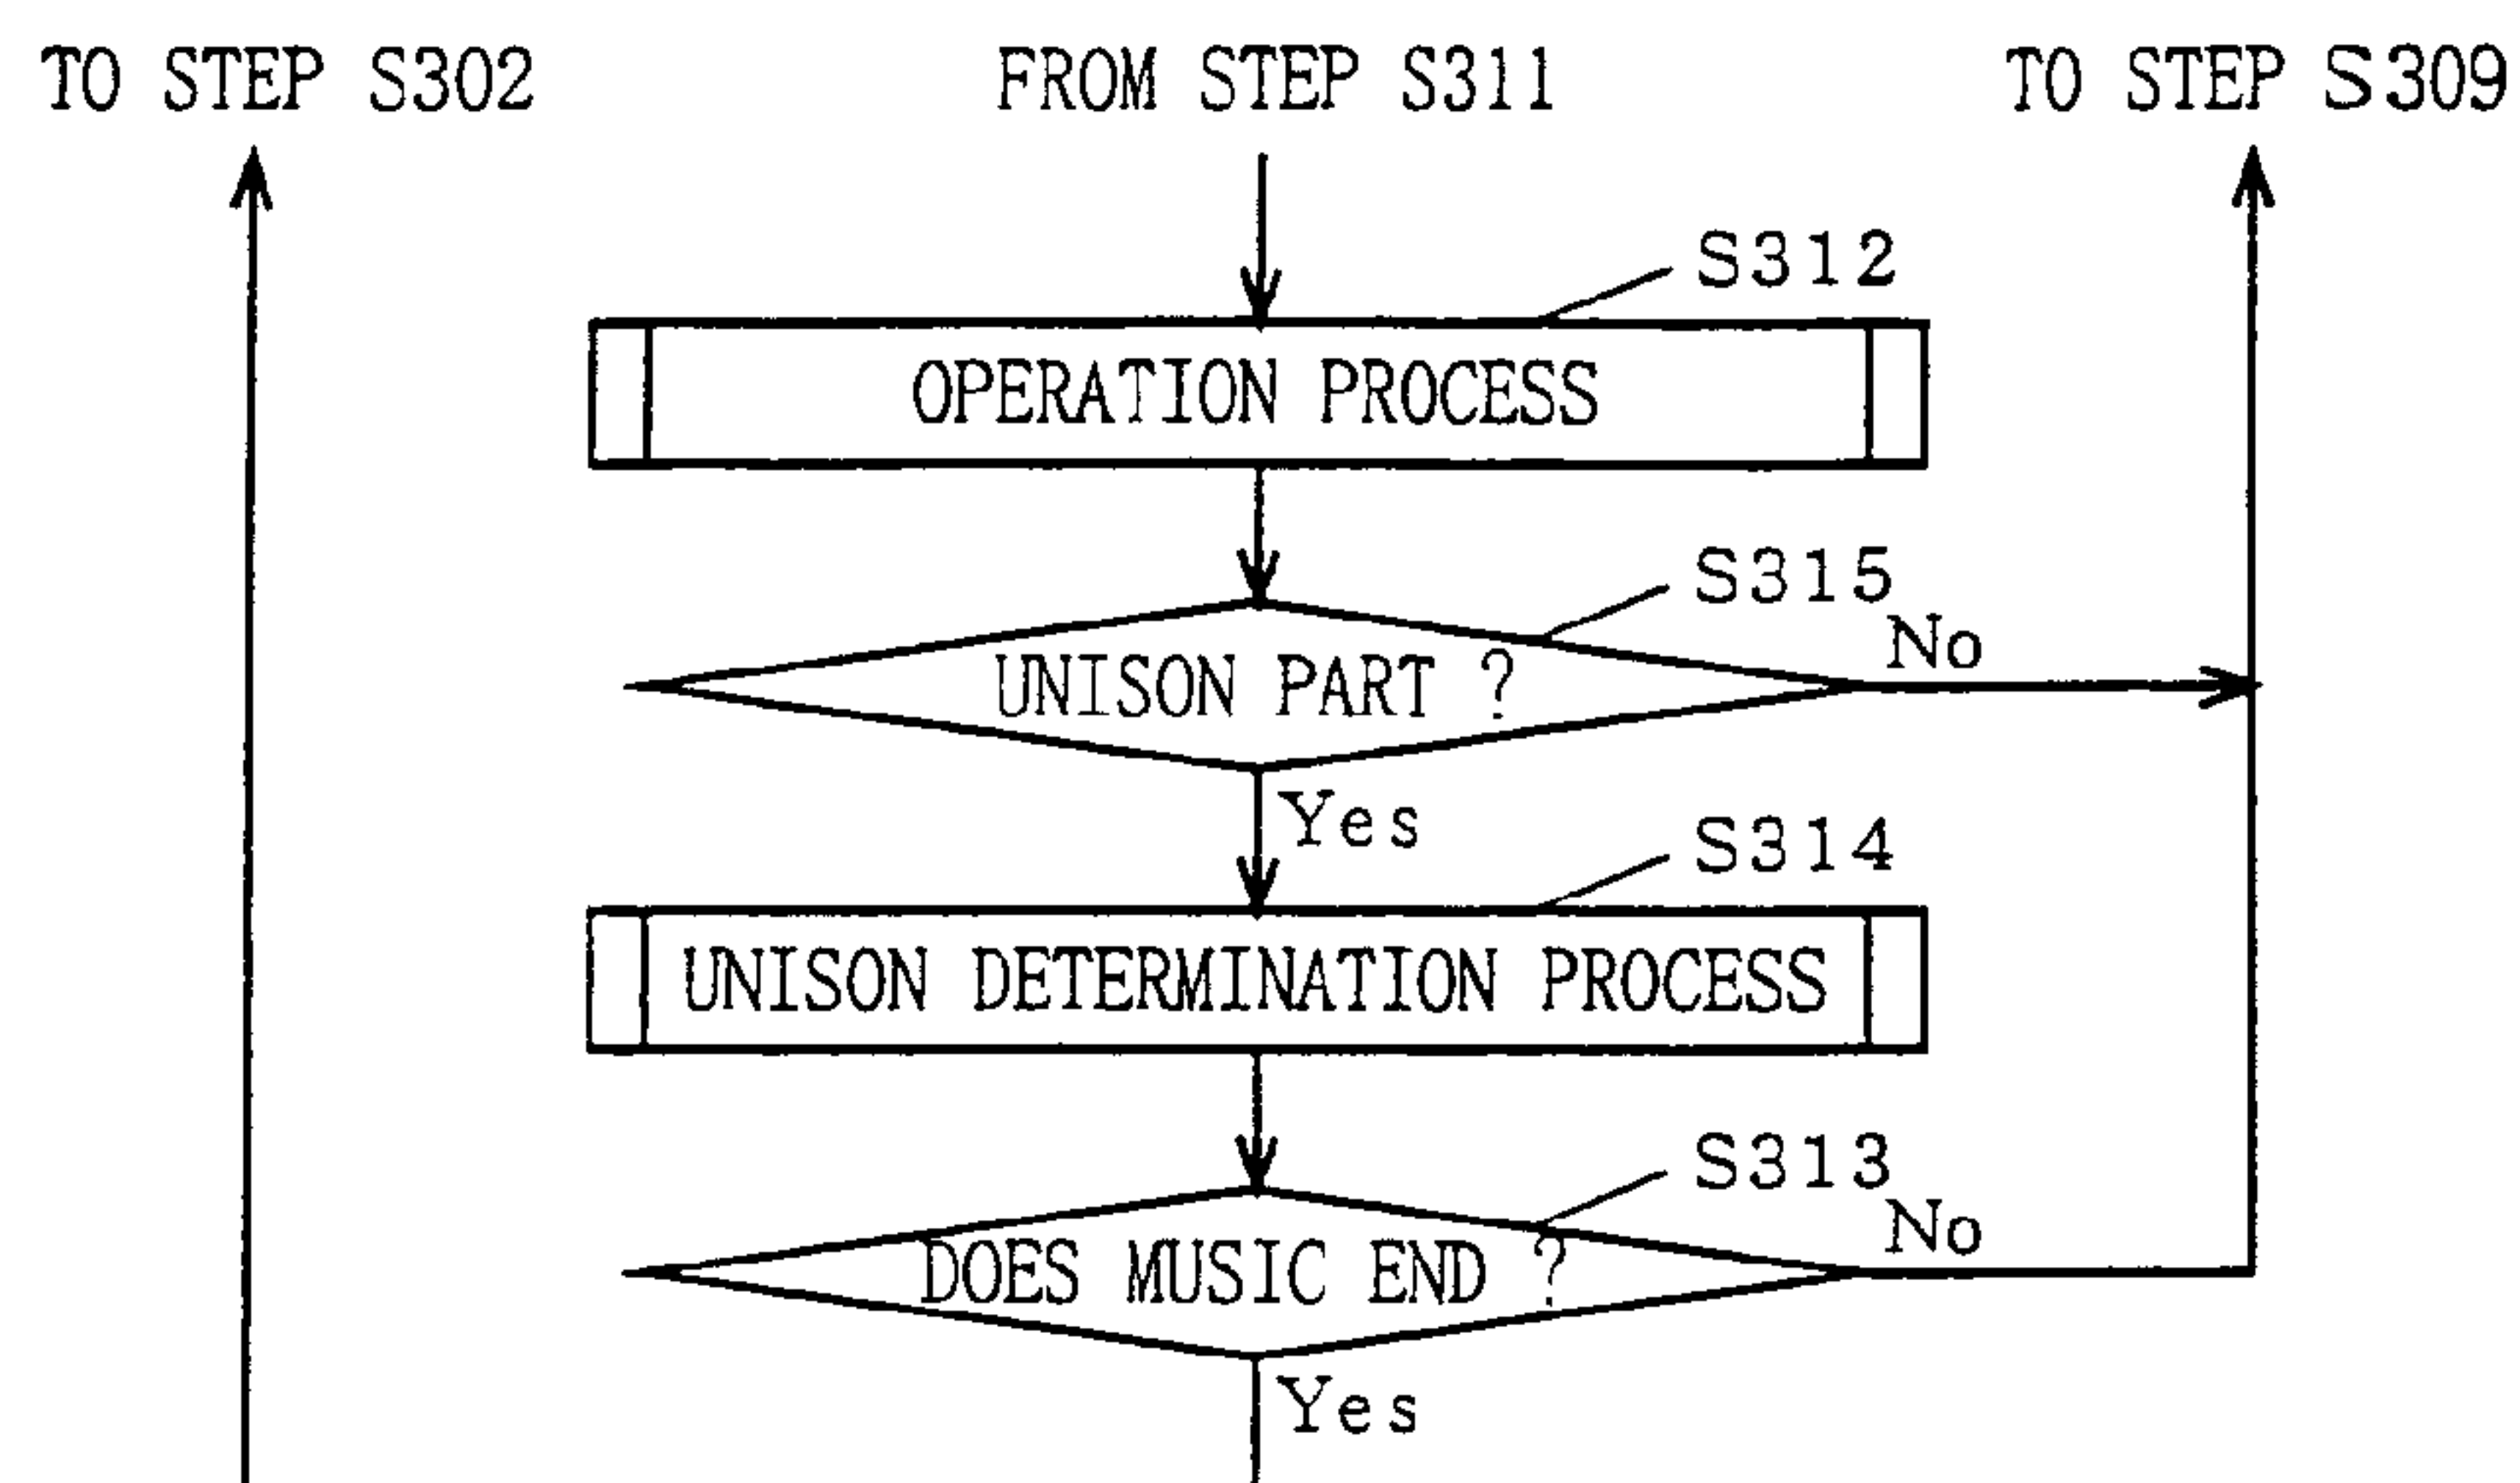 TO STEP S302
FROM STEP S311
TO STEP S309
S312
OPERATION PROCESS
S315
UNISON PART ?
No
Yes
S314
UNISON DETERMINATION PROCESS
S313
DOES MUSIC END ?
No
Yes